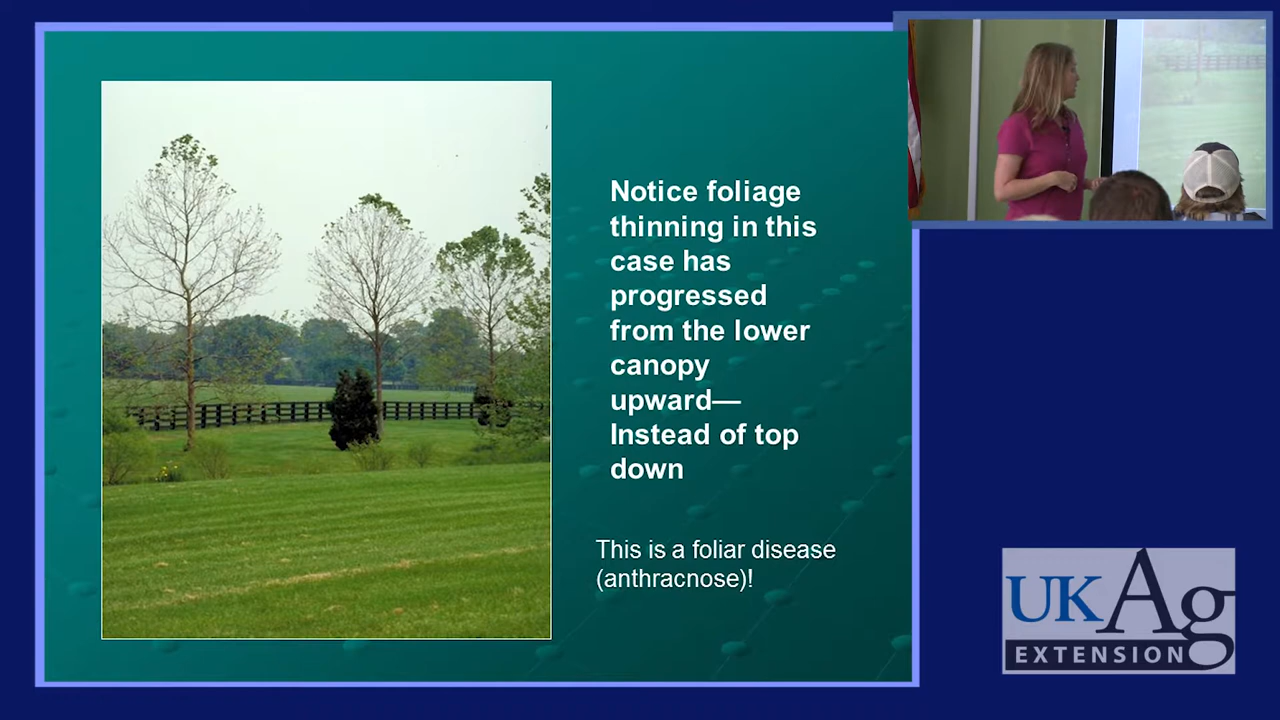 Notice foliage
thinning in this
case has
progressed
from the lower
canopy
upward—
Instead of top
down
This is a foliar disease
(anthracnose)!
UKAg
EXTENSION